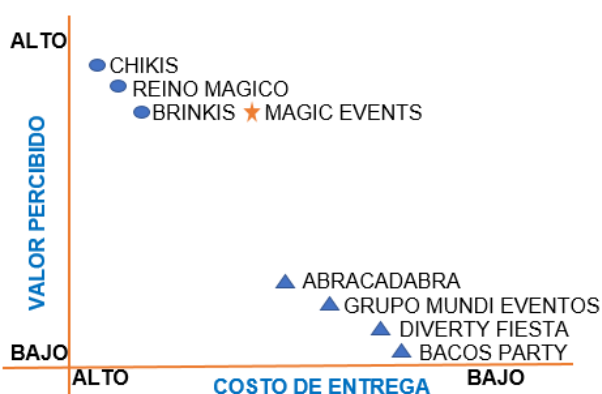 ALTO
CHIKIS
REINO MAGICO
BRINKIS MAGIC EVENTS
VALOR PERCIBIDO
ABRACADABRA
GRUPO MUNDI EVENTOS
DIVERTY FIESTA
BAJO BACOS PARTY
ALTO COSTO DE ENTREGA BAJO